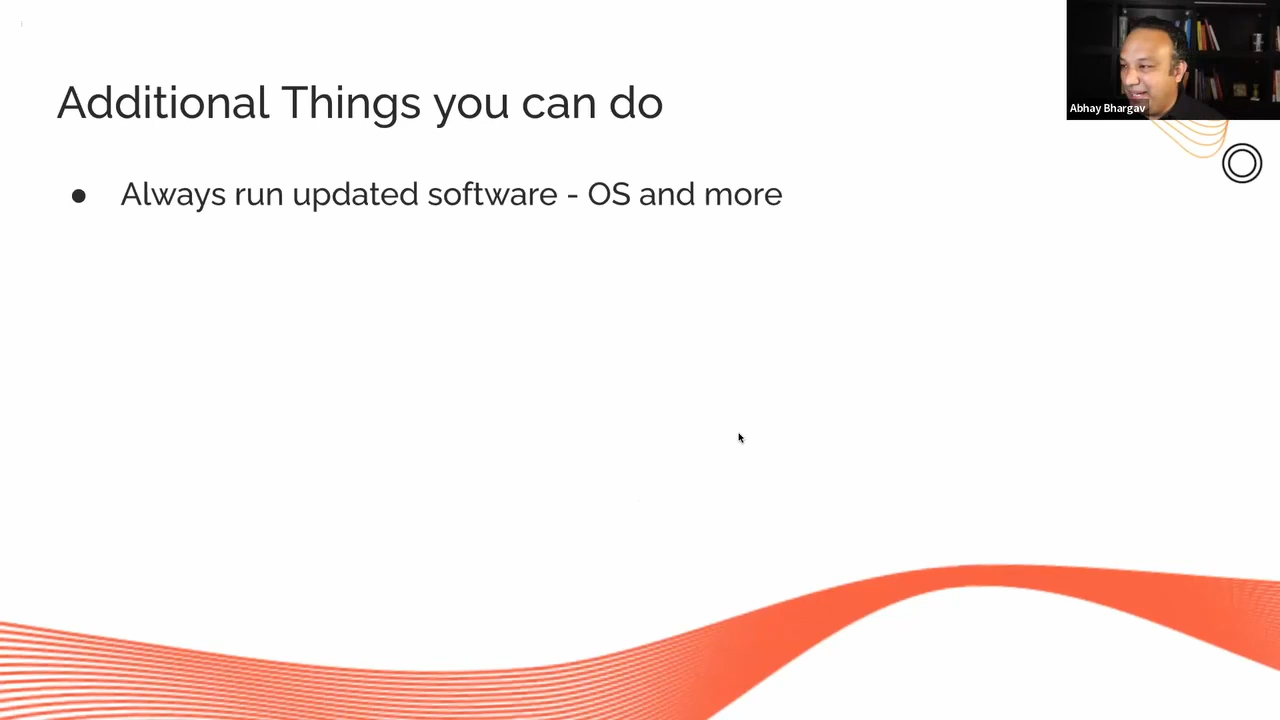 Additional Things you can do
● Always run updated software - OS and more
Abhay Bhargav